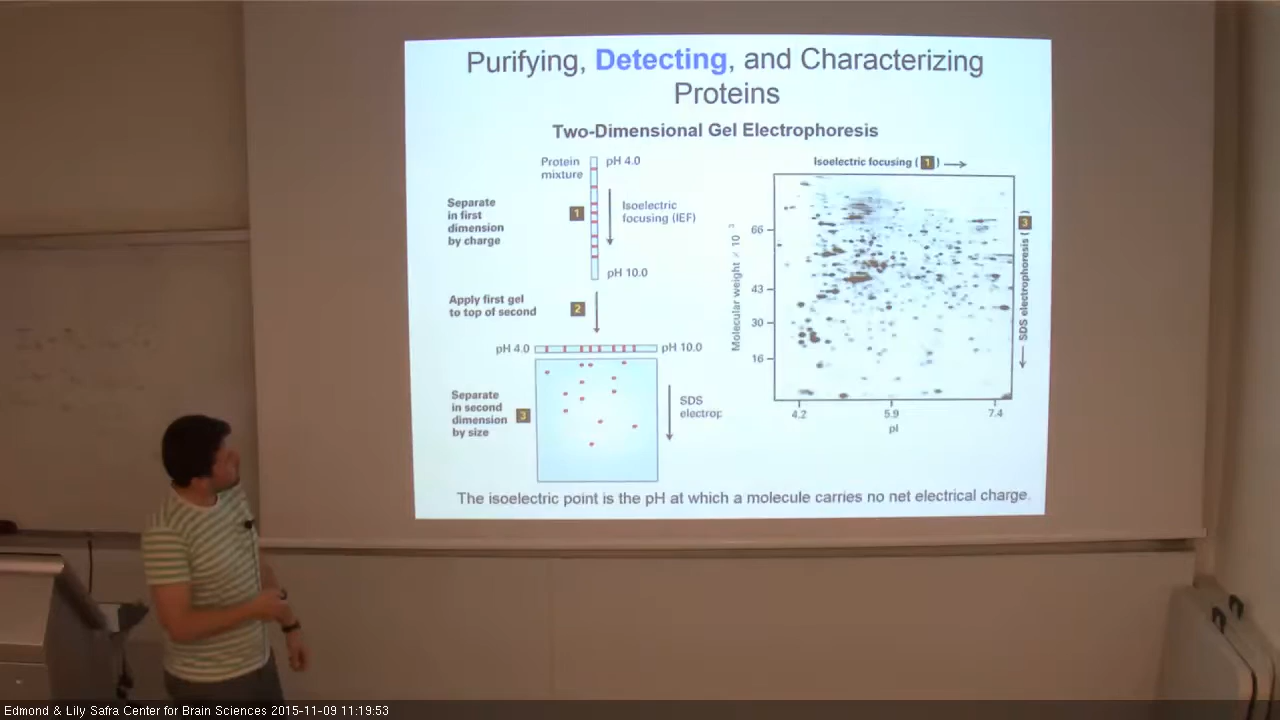 Purifying, Detecting, and Characterizing
Proteins
Two-Dimensional Gel Electrophoresis
Protein
mixture
pH 4.0
Separate
in first
dimension
by charge
1
Isoelectric
focusing (IEF)
pH 10.0
Apply first gel
to top of second
2
pH 4.0
pH 10.0
Separate
in second
dimension
by size
3
SDS
electrop
Isoelectric focusing ( 1 )
Molecular weight × 10 3
66
43
30
16
4.2
5.9
7.4
pI
SDS electrophoresis ( 3 )
The isoelectric point is the pH at which a molecule carries no net electrical charge.
Edmond & Lily Safra Center for Brain Sciences 2015-11-09 11:19:53